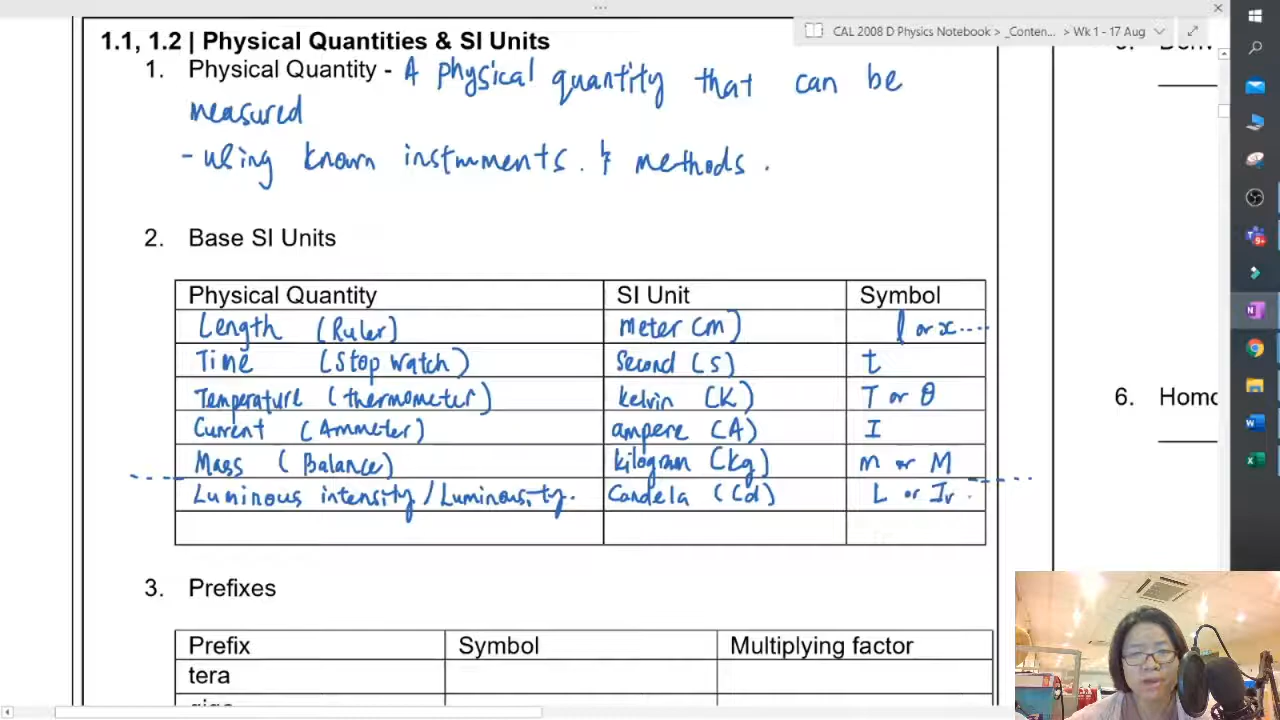 CAL 2008 D Physics Notebook > _Conten... > Wk 1 - 17 Aug
1.1, 1.2 | Physical Quantities & SI Units
1. Physical Quantity - A physical quantity that can be
measured
- using known instruments. & methods.
2. Base SI Units
Physical Quantity SI Unit Symbol
Length (Ruler) meter (m) l or x....
Time (Stop Watch) Second (s) t
Temperature (thermometer) kelvin (K) T or θ
Current (Ammeter) ampere (A) I
Mass (Balance) kilogram (kg) m or M
Luminous intensity / Luminousity. Candela (Cd) L or Iv.
3. Prefixes
Prefix Symbol Multiplying factor
tera
giga
6. Homo
9+